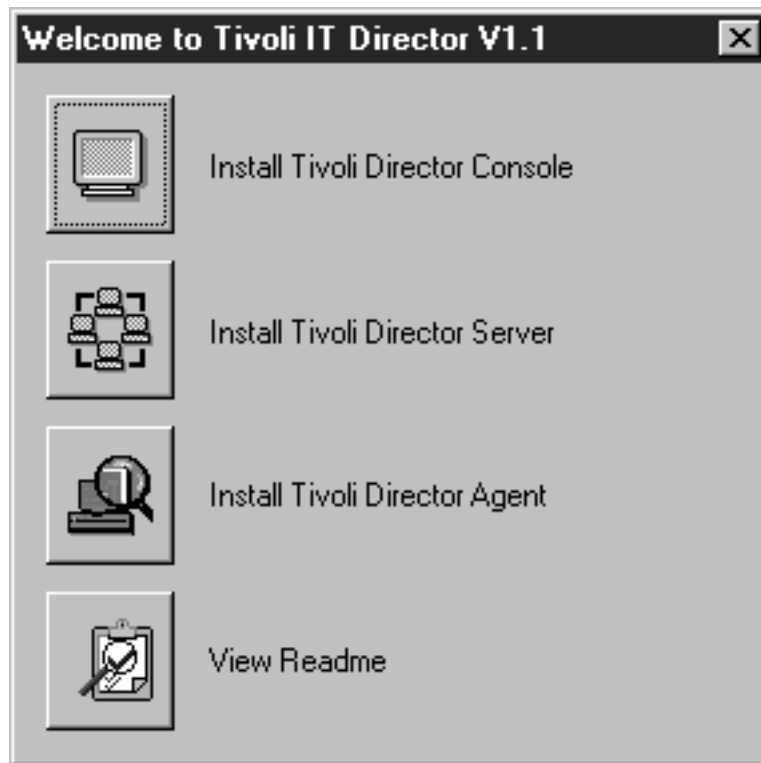 Welcome to Tivoli IT Director V1.1
Install Tivoli Director Console
Install Tivoli Director Server
Install Tivoli Director Agent
View Readme